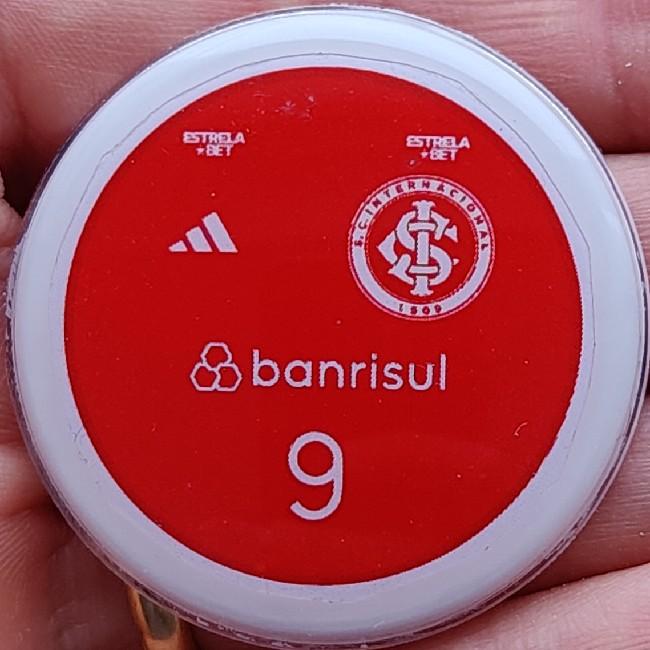 ESTRELA
BET
ESTRELA
BET
S.C. INTERNACIONAL
1909
banrisul
9